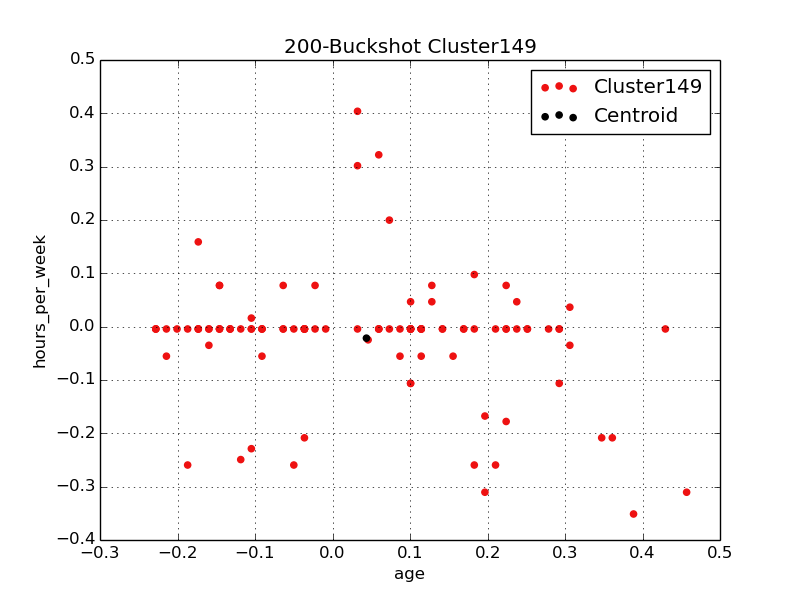 200-Buckshot Cluster149
Cluster149
Centroid
0.5
0.4
0.3
0.2
0.1
0.0
−0.1
−0.2
−0.3
−0.4
hours_per_week
−0.3 −0.2 −0.1 0.0 0.1 0.2 0.3 0.4 0.5
age